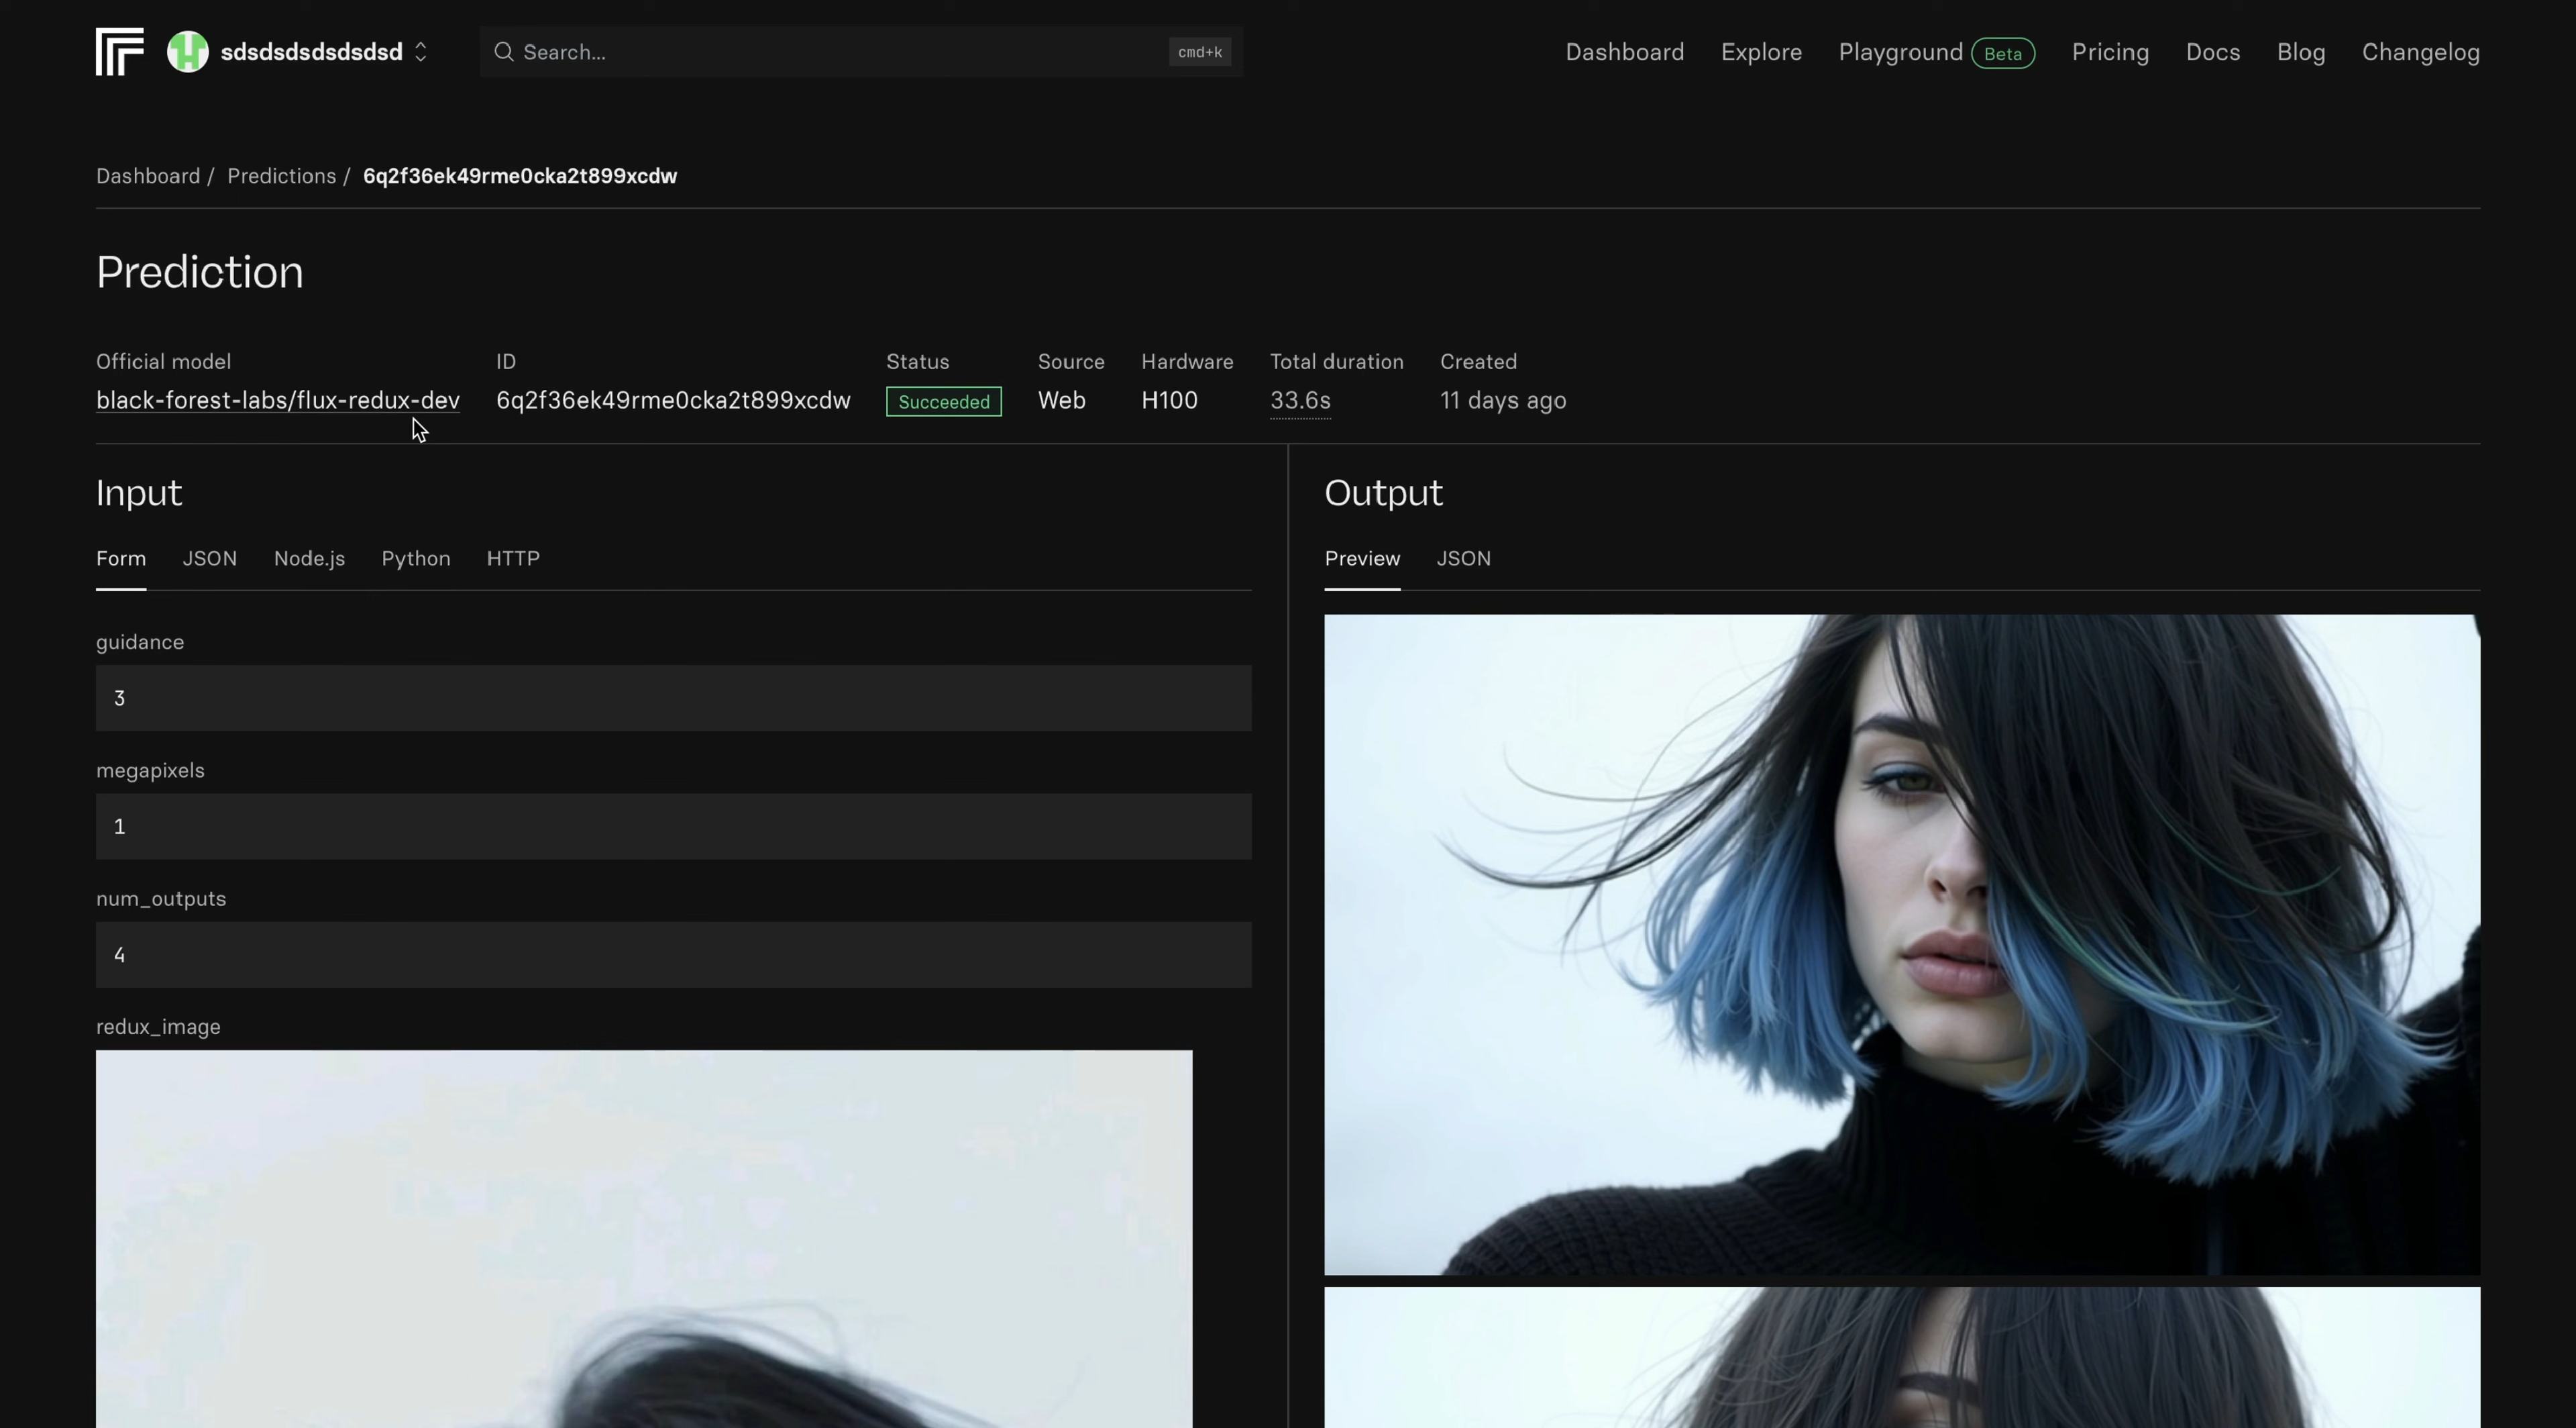 sdsdsdsdsdsdsd Search... cmd+k Dashboard Explore Playground Beta Pricing Docs Blog Changelog
Dashboard / Predictions / 6q2f36ek49rme0cka2t899xcdw
Prediction
Official model ID Status Source Hardware Total duration Created
black-forest-labs/flux-redux-dev 6q2f36ek49rme0cka2t899xcdw Succeeded Web H100 33.6s 11 days ago
Input
Form JSON Node.js Python HTTP
guidance
3
megapixels
1
num_outputs
4
redux_image
Output
Preview JSON